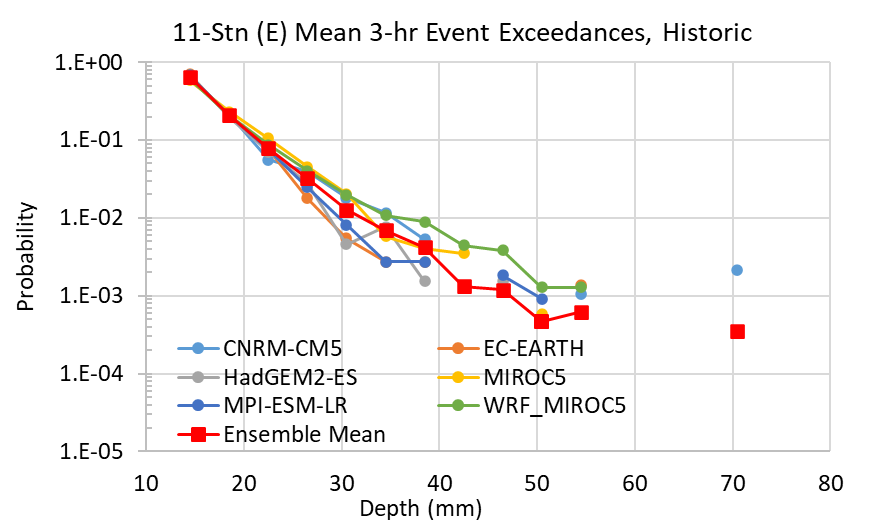 11-Stn (E) Mean 3-hr Event Exceedances, Historic
1.E+00
1.E-01
1.E-02
1.E-03
1.E-04
1.E-05
Probability
CNRM-CM5 EC-EARTH
HadGEM2-ES MIROC5
MPI-ESM-LR WRF_MIROC5
Ensemble Mean
10 20 30 40 50 60 70 80
Depth (mm)